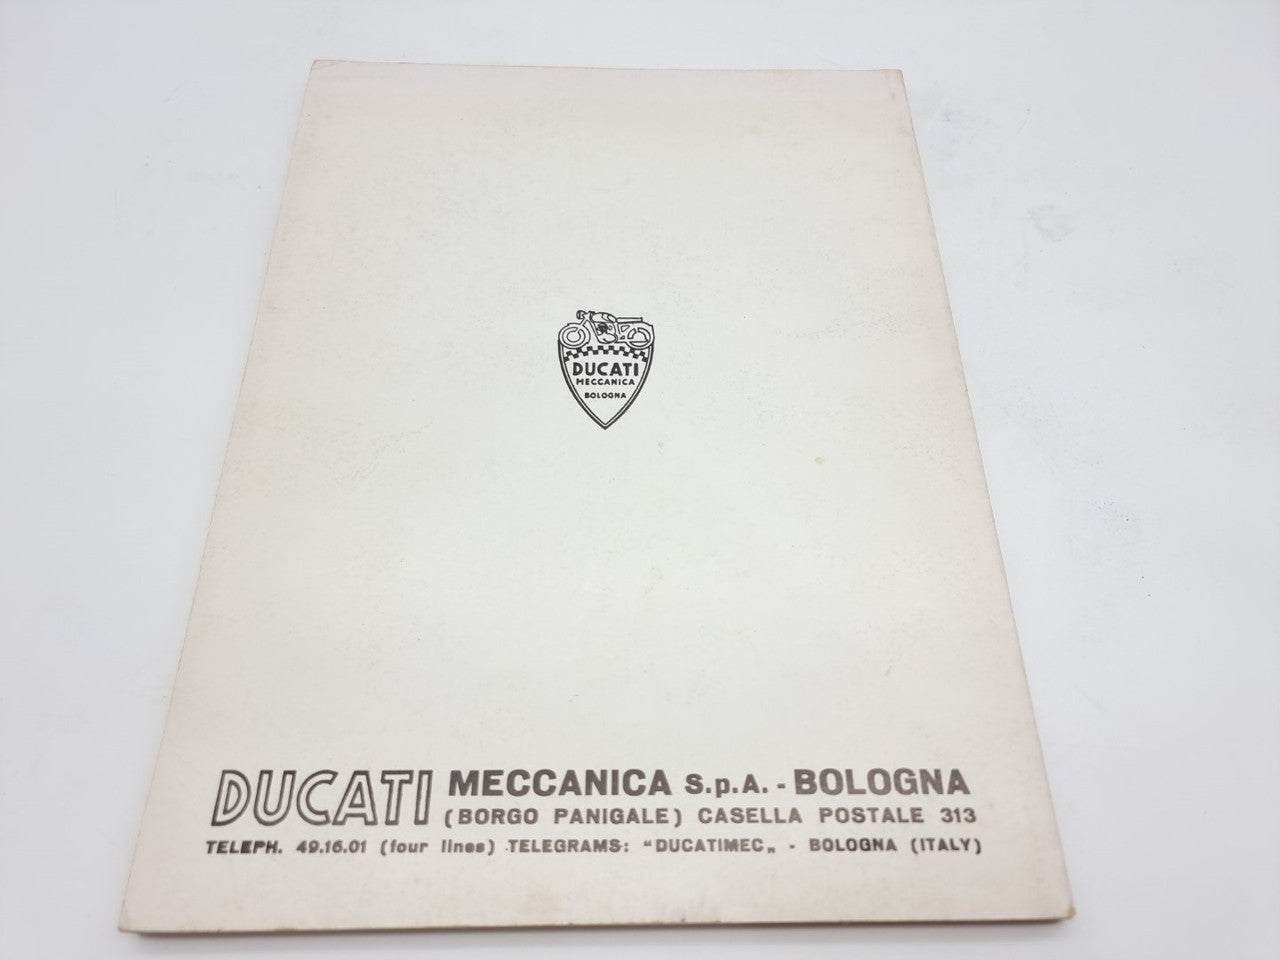 DUCATI
MECCANICA
BOLOGNA
DUCATI MECCANICA S.p.A. - BOLOGNA
(BORGO PANIGALE) CASELLA POSTALE 313
TELEPH. 49.16.01 (four lines) TELEGRAMS: "DUCATIMEC„ - BOLOGNA (ITALY)